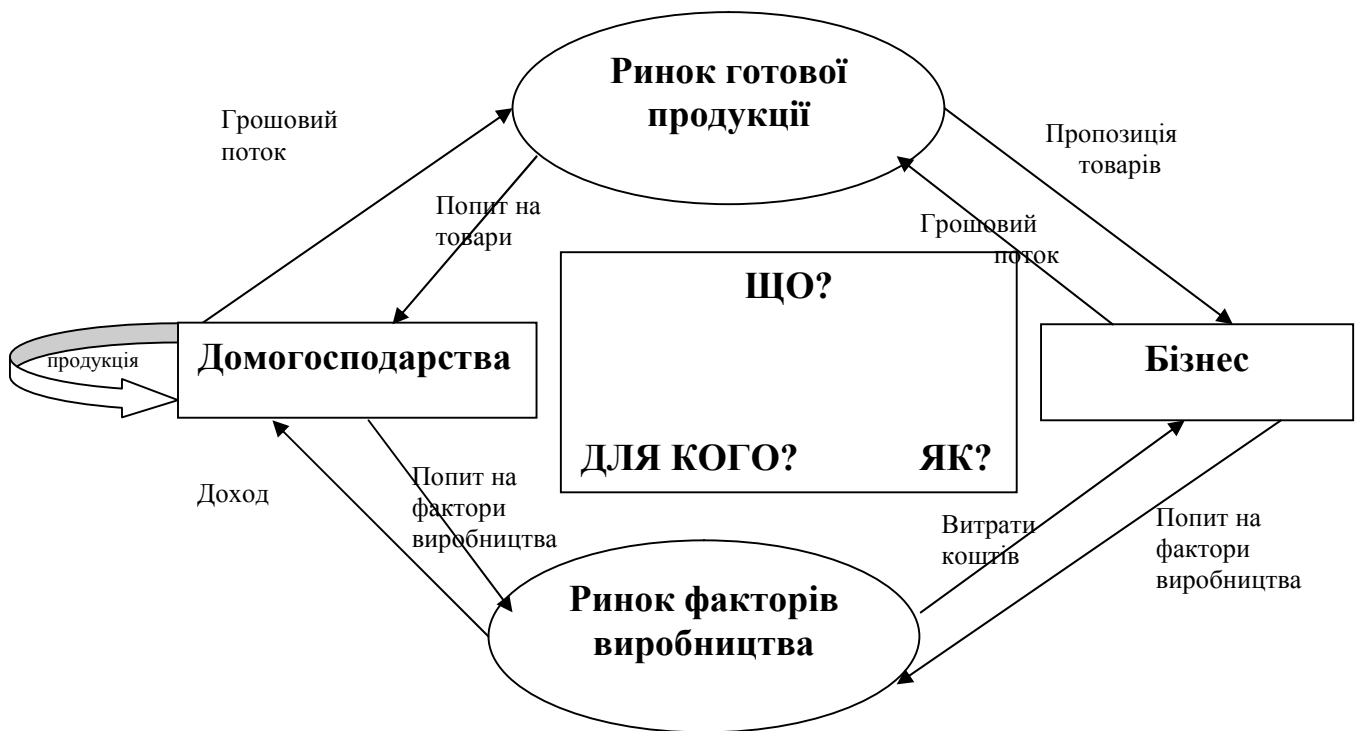 Ринок готової
продукції
Грошовий
поток
Пропозиція
товарів
Попит на
товари
Грошовий
поток
ЩО?
продукція
Домогосподарства
Бізнес
ДЛЯ КОГО?
ЯК?
Доход
Попит на
фактори
виробництва
Витрати
коштів
Попит на
фактори
виробництва
Ринок факторів
виробництва